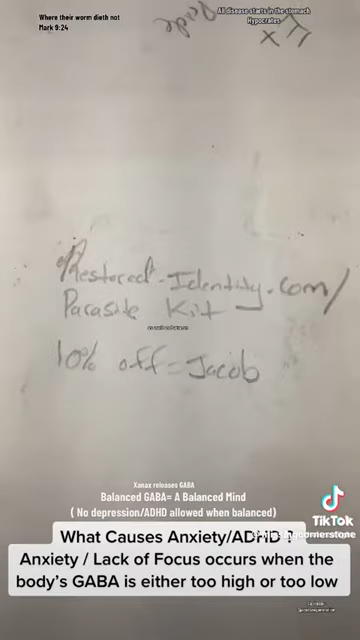 Where their worm dieth not
Mark 9:24
All disease starts in the stomach
Hypocrates
Restored-Identity.com/
Parasite Kit
10% off = Jacob
Xanax releases GABA
Balanced GABA= A Balanced Mind
( No depression/ADHD allowed when balanced)
TikTok
What Causes Anxiety/ADHD ?
Anxiety / Lack of Focus occurs when the
body's GABA is either too high or too low